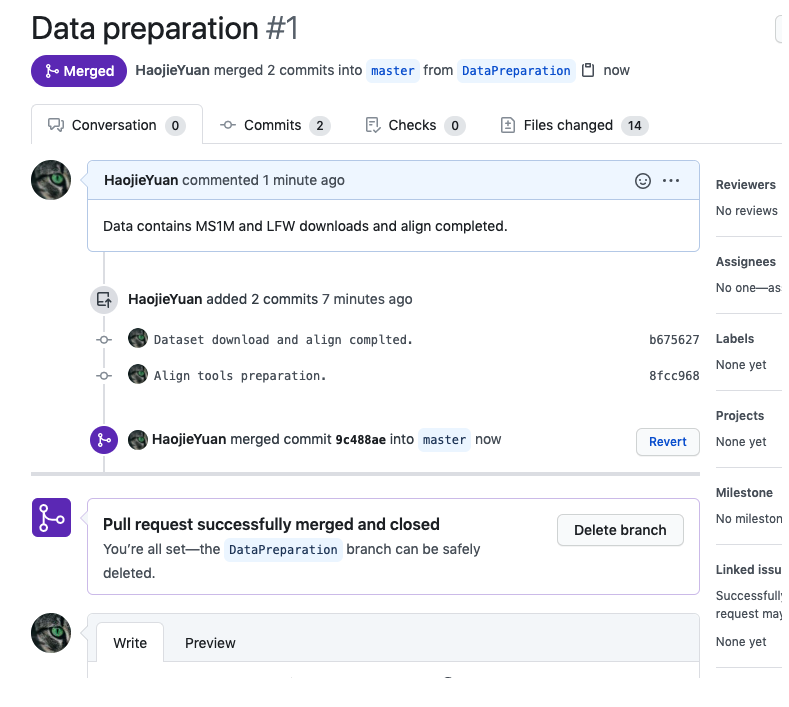 Data preparation #1
Merged HaojieYuan merged 2 commits into master from DataPreparation now
Conversation 0 Commits 2 Checks 0 Files changed 14
HaojieYuan commented 1 minute ago
Data contains MS1M and LFW downloads and align completed.
HaojieYuan added 2 commits 7 minutes ago
Dataset download and align complted. b675627
Align tools preparation. 8fcc968
HaojieYuan merged commit 9c488ae into master now Revert
Pull request successfully merged and closed
You're all set—the DataPreparation branch can be safely
deleted.
Delete branch
Write Preview
Reviewers
No reviews
Assignees
No one—as
Labels
None yet
Projects
None yet
Milestone
No mileston
Linked issu
Successfully
request may
None yet